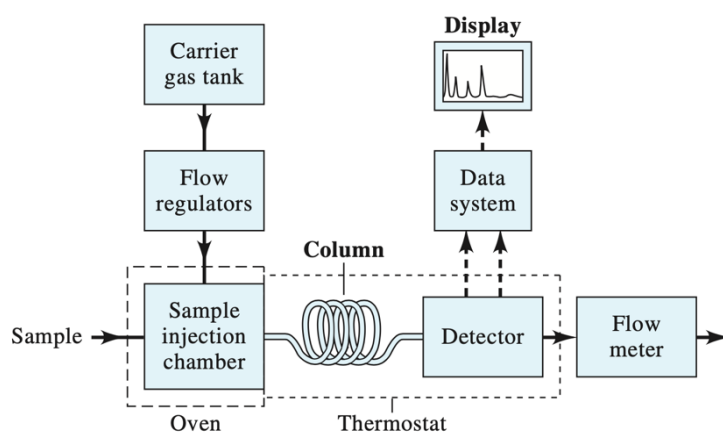 Carrier
gas tank
Display
Flow
regulators
Data
system
Column
Sample
Sample
injection
chamber
Detector
Flow
meter
Oven
Thermostat